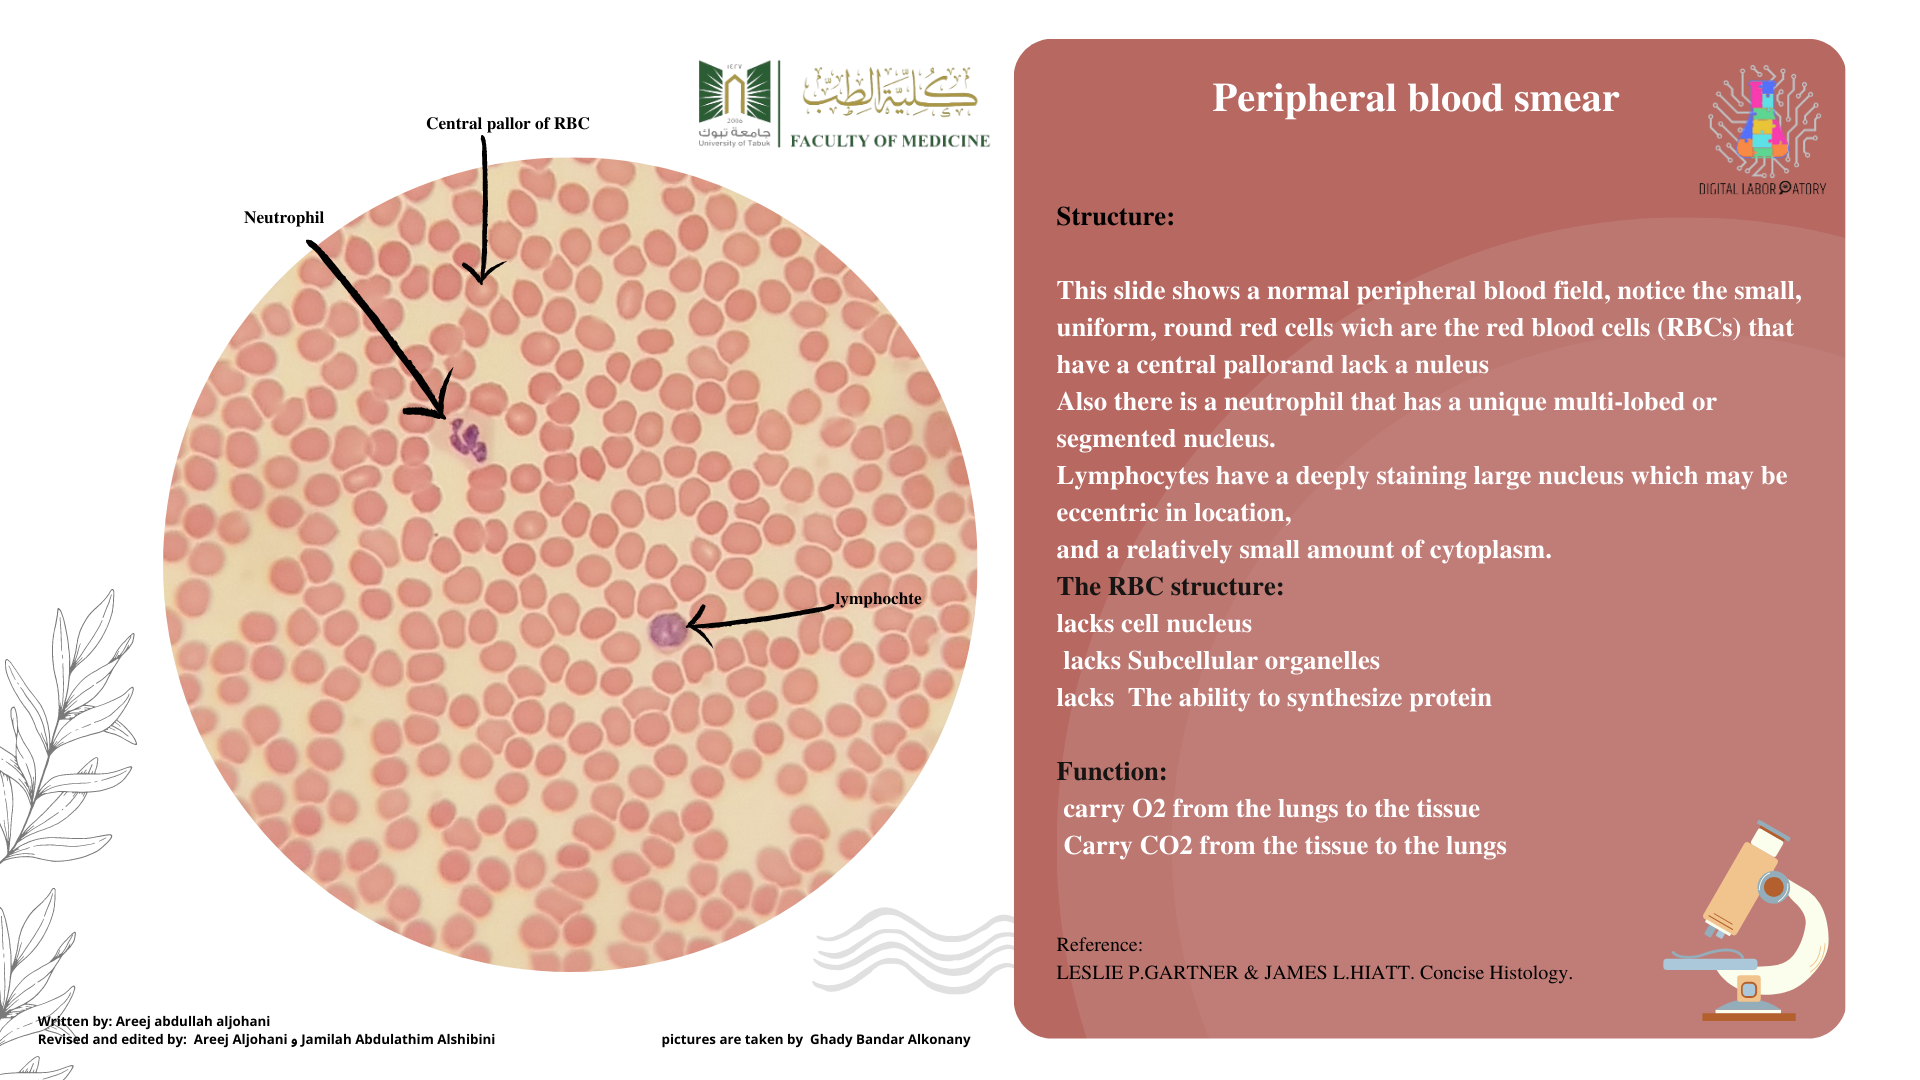 Central pallor of RBC
Neutrophil
lymphochte
١٤٢٧
2006
جامعة تبوك
University of Tabuk
كلية الطب
FACULTY OF MEDICINE
Peripheral blood smear
DIGITAL LABORATORY
Structure:
This slide shows a normal peripheral blood field, notice the small,
uniform, round red cells wich are the red blood cells (RBCs) that
have a central pallorand lack a nuleus
Also there is a neutrophil that has a unique multi-lobed or
segmented nucleus.
Lymphocytes have a deeply staining large nucleus which may be
eccentric in location,
and a relatively small amount of cytoplasm.
The RBC structure:
lacks cell nucleus
lacks Subcellular organelles
lacks The ability to synthesize protein
Function:
carry O2 from the lungs to the tissue
Carry CO2 from the tissue to the lungs
Reference:
LESLIE P.GARTNER & JAMES L.HIATT. Concise Histology.
Written by: Areej abdullah aljohani
Revised and edited by: Areej Aljohani و Jamilah Abdulathim Alshibini
pictures are taken by Ghady Bandar Alkonany